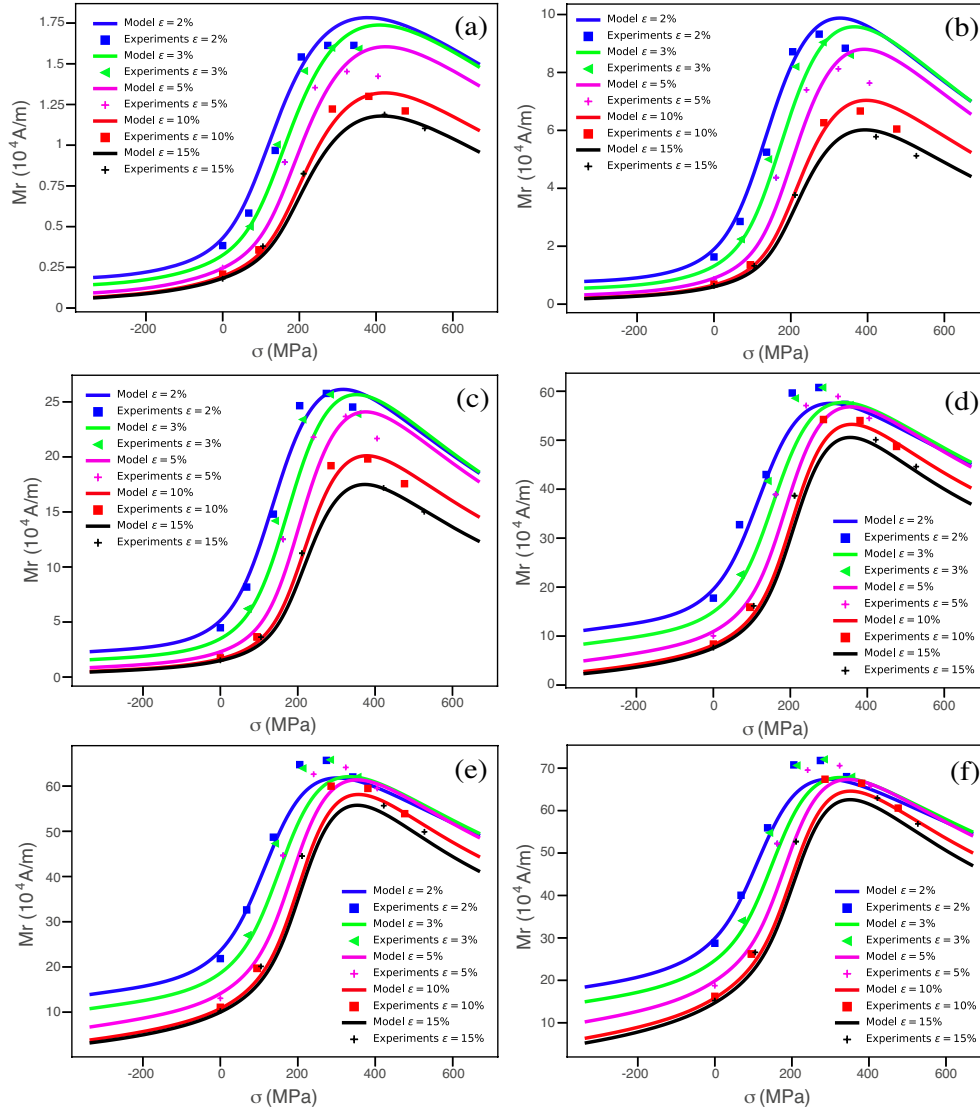 (a)
Mr (10⁴A/m)
1.75
1.5
1.25
1
0.75
0.5
0.25
0
Model ε = 2%
Experiments ε = 2%
Model ε = 3%
Experiments ε = 3%
Model ε = 5%
Experiments ε = 5%
Model ε = 10%
Experiments ε = 10%
Model ε = 15%
Experiments ε = 15%
-200 0 200 400 600
σ (MPa)
(b)
Mr (10⁴A/m)
10
8
6
4
2
0
Model ε = 2%
Experiments ε = 2%
Model ε = 3%
Experiments ε = 3%
Model ε = 5%
Experiments ε = 5%
Model ε = 10%
Experiments ε = 10%
Model ε = 15%
Experiments ε = 15%
-200 0 200 400 600
σ (MPa)
(c)
Mr (10⁴A/m)
25
20
15
10
5
0
Model ε = 2%
Experiments ε = 2%
Model ε = 3%
Experiments ε = 3%
Model ε = 5%
Experiments ε = 5%
Model ε = 10%
Experiments ε = 10%
Model ε = 15%
Experiments ε = 15%
-200 0 200 400 600
σ (MPa)
(d)
Mr (10⁴A/m)
60
50
40
30
20
10
0
Model ε = 2%
Experiments ε = 2%
Model ε = 3%
Experiments ε = 3%
Model ε = 5%
Experiments ε = 5%
Model ε = 10%
Experiments ε = 10%
Model ε = 15%
Experiments ε = 15%
-200 0 200 400 600
σ (MPa)
(e)
Mr (10⁴A/m)
60
50
40
30
20
10
Model ε = 2%
Experiments ε = 2%
Model ε = 3%
Experiments ε = 3%
Model ε = 5%
Experiments ε = 5%
Model ε = 10%
Experiments ε = 10%
Model ε = 15%
Experiments ε = 15%
-200 0 200 400 600
σ (MPa)
(f)
Mr (10⁴A/m)
70
60
50
40
30
20
10
Model ε = 2%
Experiments ε = 2%
Model ε = 3%
Experiments ε = 3%
Model ε = 5%
Experiments ε = 5%
Model ε = 10%
Experiments ε = 10%
Model ε = 15%
Experiments ε = 15%
-200 0 200 400 600
σ (MPa)